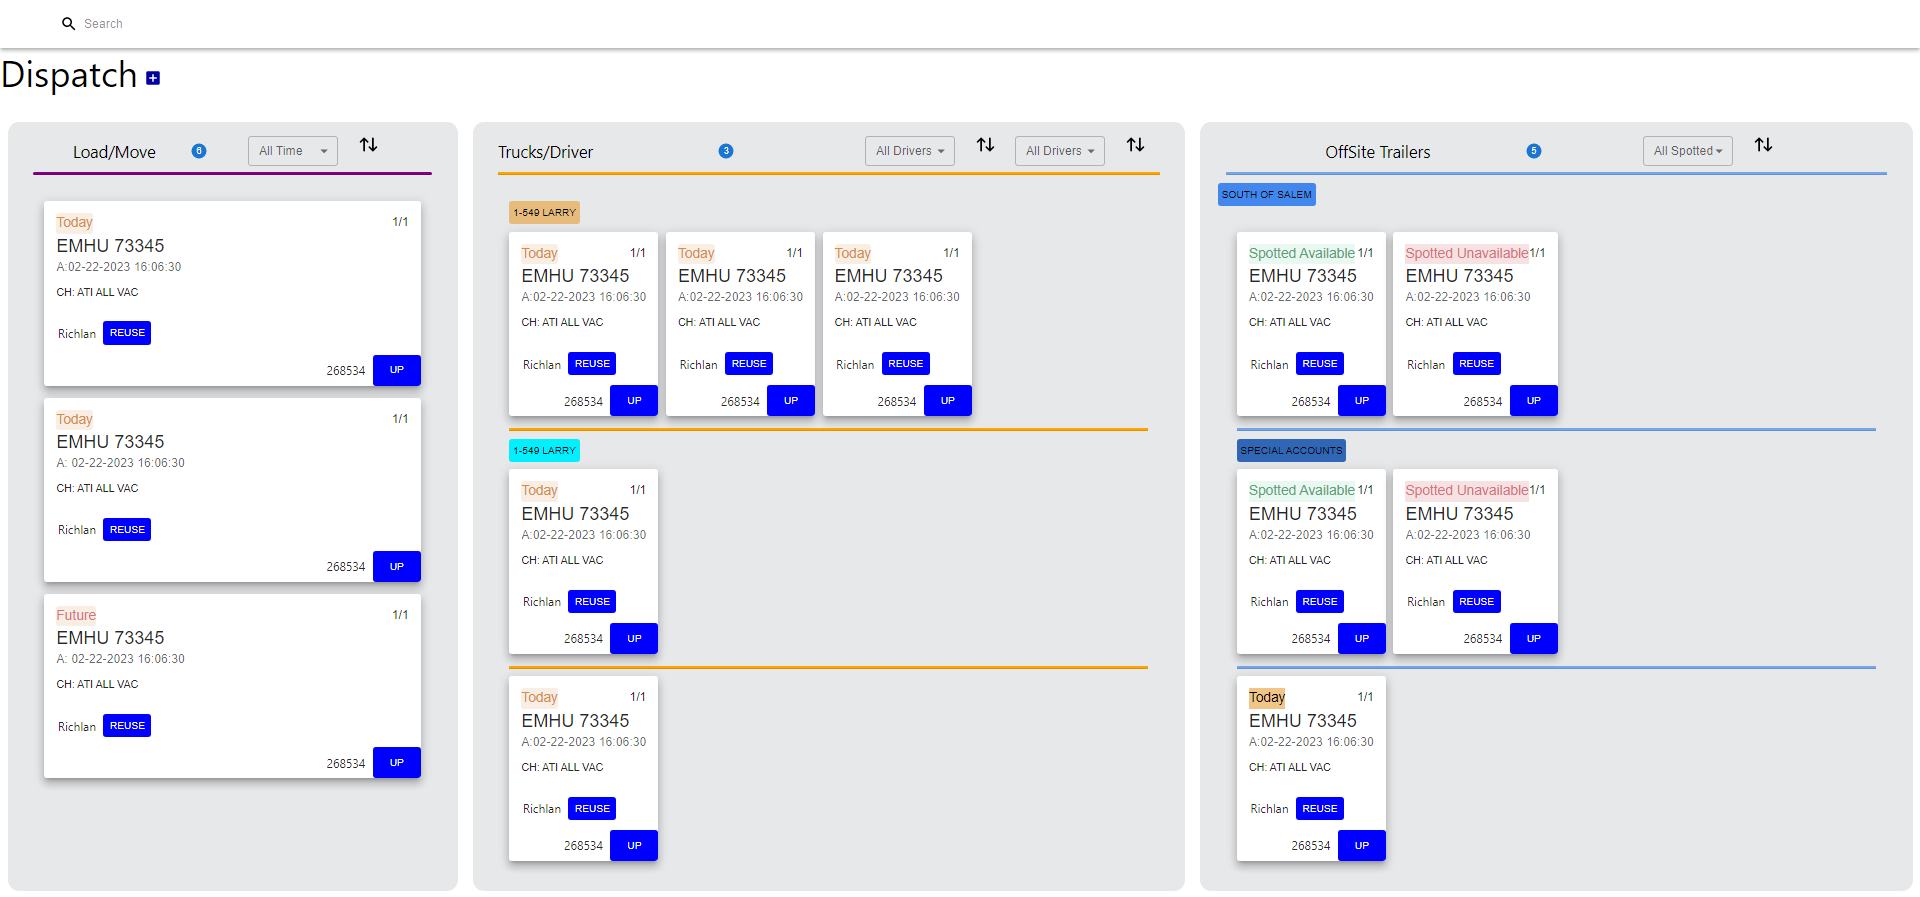 Search
Dispatch
Load/Move 6 All Time
Today 1/1
EMHU 73345
A:02-22-2023 16:06:30
CH: ATI ALL VAC
Richlan REUSE
268534 UP
Today 1/1
EMHU 73345
A: 02-22-2023 16:06:30
CH: ATI ALL VAC
Richlan REUSE
268534 UP
Future 1/1
EMHU 73345
A: 02-22-2023 16:06:30
CH: ATI ALL VAC
Richlan REUSE
268534 UP
Trucks/Driver 3 All Drivers All Drivers
1-549 LARRY
Today 1/1
EMHU 73345
A:02-22-2023 16:06:30
CH: ATI ALL VAC
Richlan REUSE
268534 UP
Today 1/1
EMHU 73345
A:02-22-2023 16:06:30
CH: ATI ALL VAC
Richlan REUSE
268534 UP
Today 1/1
EMHU 73345
A:02-22-2023 16:06:30
CH: ATI ALL VAC
Richlan REUSE
268534 UP
1-549 LARRY
Today 1/1
EMHU 73345
A:02-22-2023 16:06:30
CH: ATI ALL VAC
Richlan REUSE
268534 UP
Today 1/1
EMHU 73345
A:02-22-2023 16:06:30
CH: ATI ALL VAC
Richlan REUSE
268534 UP
OffSite Trailers 5 All Spotted
SOUTH OF SALEM
Spotted Available 1/1
EMHU 73345
A:02-22-2023 16:06:30
CH: ATI ALL VAC
Richlan REUSE
268534 UP
Spotted Unavailable 1/1
EMHU 73345
A:02-22-2023 16:06:30
CH: ATI ALL VAC
Richlan REUSE
268534 UP
SPECIAL ACCOUNTS
Spotted Available 1/1
EMHU 73345
A:02-22-2023 16:06:30
CH: ATI ALL VAC
Richlan REUSE
268534 UP
Spotted Unavailable 1/1
EMHU 73345
A:02-22-2023 16:06:30
CH: ATI ALL VAC
Richlan REUSE
268534 UP
Today 1/1
EMHU 73345
A:02-22-2023 16:06:30
CH: ATI ALL VAC
Richlan REUSE
268534 UP